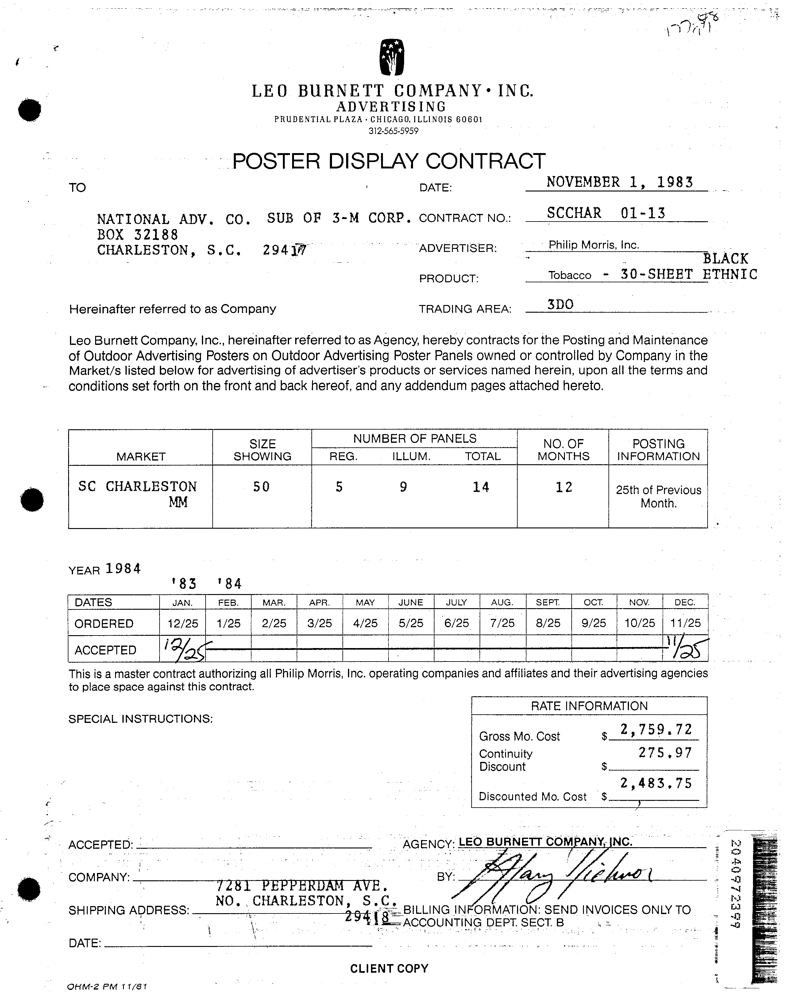 LEO BURNETT COMPANY • INC.
ADVERTISING
PRUDENTIAL PLAZA • CHICAGO, ILLINOIS 60601
312-565-5959
POSTER DISPLAY CONTRACT
TO
DATE: NOVEMBER 1, 1983
NATIONAL ADV. CO. SUB OF 3-M CORP.
BOX 32188
CHARLESTON, S.C. 29417
CONTRACT NO.: SCCHAR 01-13
ADVERTISER: Philip Morris, Inc.
PRODUCT: Tobacco - 30-SHEET BLACK ETHNIC
Hereinafter referred to as Company
TRADING AREA: 3DO
Leo Burnett Company, Inc., hereinafter referred to as Agency, hereby contracts for the Posting and Maintenance
of Outdoor Advertising Posters on Outdoor Advertising Poster Panels owned or controlled by Company in the
Market/s listed below for advertising of advertiser's products or services named herein, upon all the terms and
conditions set forth on the front and back hereof, and any addendum pages attached hereto.
MARKET SIZE SHOWING NUMBER OF PANELS REG. ILLUM. TOTAL NO. OF MONTHS POSTING INFORMATION
SC CHARLESTON MM 50 5 9 14 12 25th of Previous Month.
YEAR 1984
'83 '84
DATES JAN. FEB. MAR. APR. MAY JUNE JULY AUG. SEPT. OCT. NOV. DEC.
ORDERED 12/25 1/25 2/25 3/25 4/25 5/25 6/25 7/25 8/25 9/25 10/25 11/25
ACCEPTED 12/25 11/25
This is a master contract authorizing all Philip Morris, Inc. operating companies and affiliates and their advertising agencies
to place space against this contract.
SPECIAL INSTRUCTIONS:
RATE INFORMATION
Gross Mo. Cost $ 2,759.72
Continuity Discount $ 275.97
Discounted Mo. Cost $ 2,483.75
ACCEPTED:
AGENCY: LEO BURNETT COMPANY, INC.
COMPANY:
BY:
SHIPPING ADDRESS: 7281 PEPPERDAM AVE.
NO. CHARLESTON, S.C.
29418
BILLING INFORMATION: SEND INVOICES ONLY TO
ACCOUNTING DEPT. SECT. B
DATE:
CLIENT COPY
OHM-2 PM 11/81
2040972399